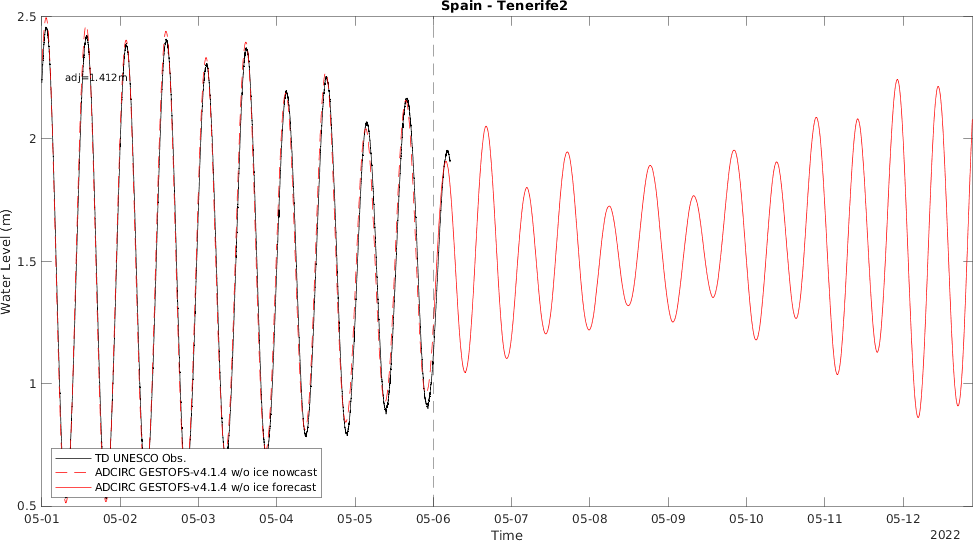 Spain - Tenerife2
2.5
adj=1.412m
2
1.5
1
0.5
Water Level (m)
TD UNESCO Obs.
ADCIRC GESTOFS-v4.1.4 w/o ice nowcast
ADCIRC GESTOFS-v4.1.4 w/o ice forecast
05-01 05-02 05-03 05-04 05-05 05-06 05-07 05-08 05-09 05-10 05-11 05-12
Time
2022